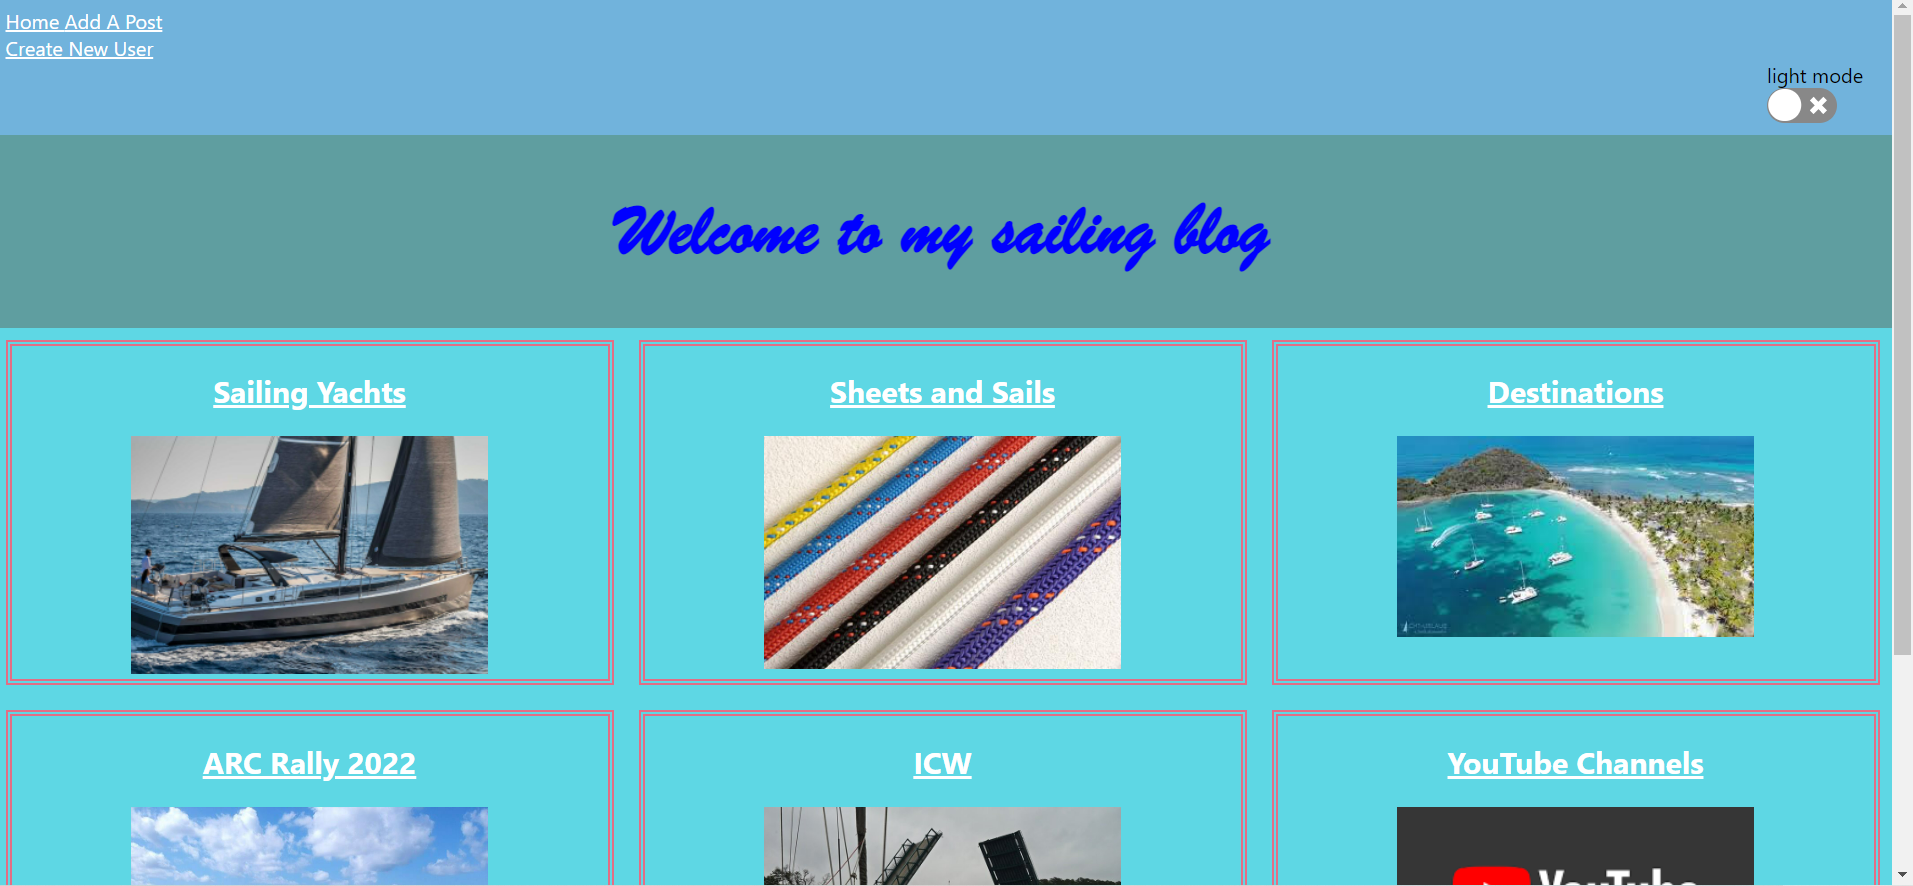 Home Add A Post
Create New User
light mode
Welcome to my sailing blog
Sailing Yachts
Sheets and Sails
Destinations
ARC Rally 2022
ICW
YouTube Channels
YouTube